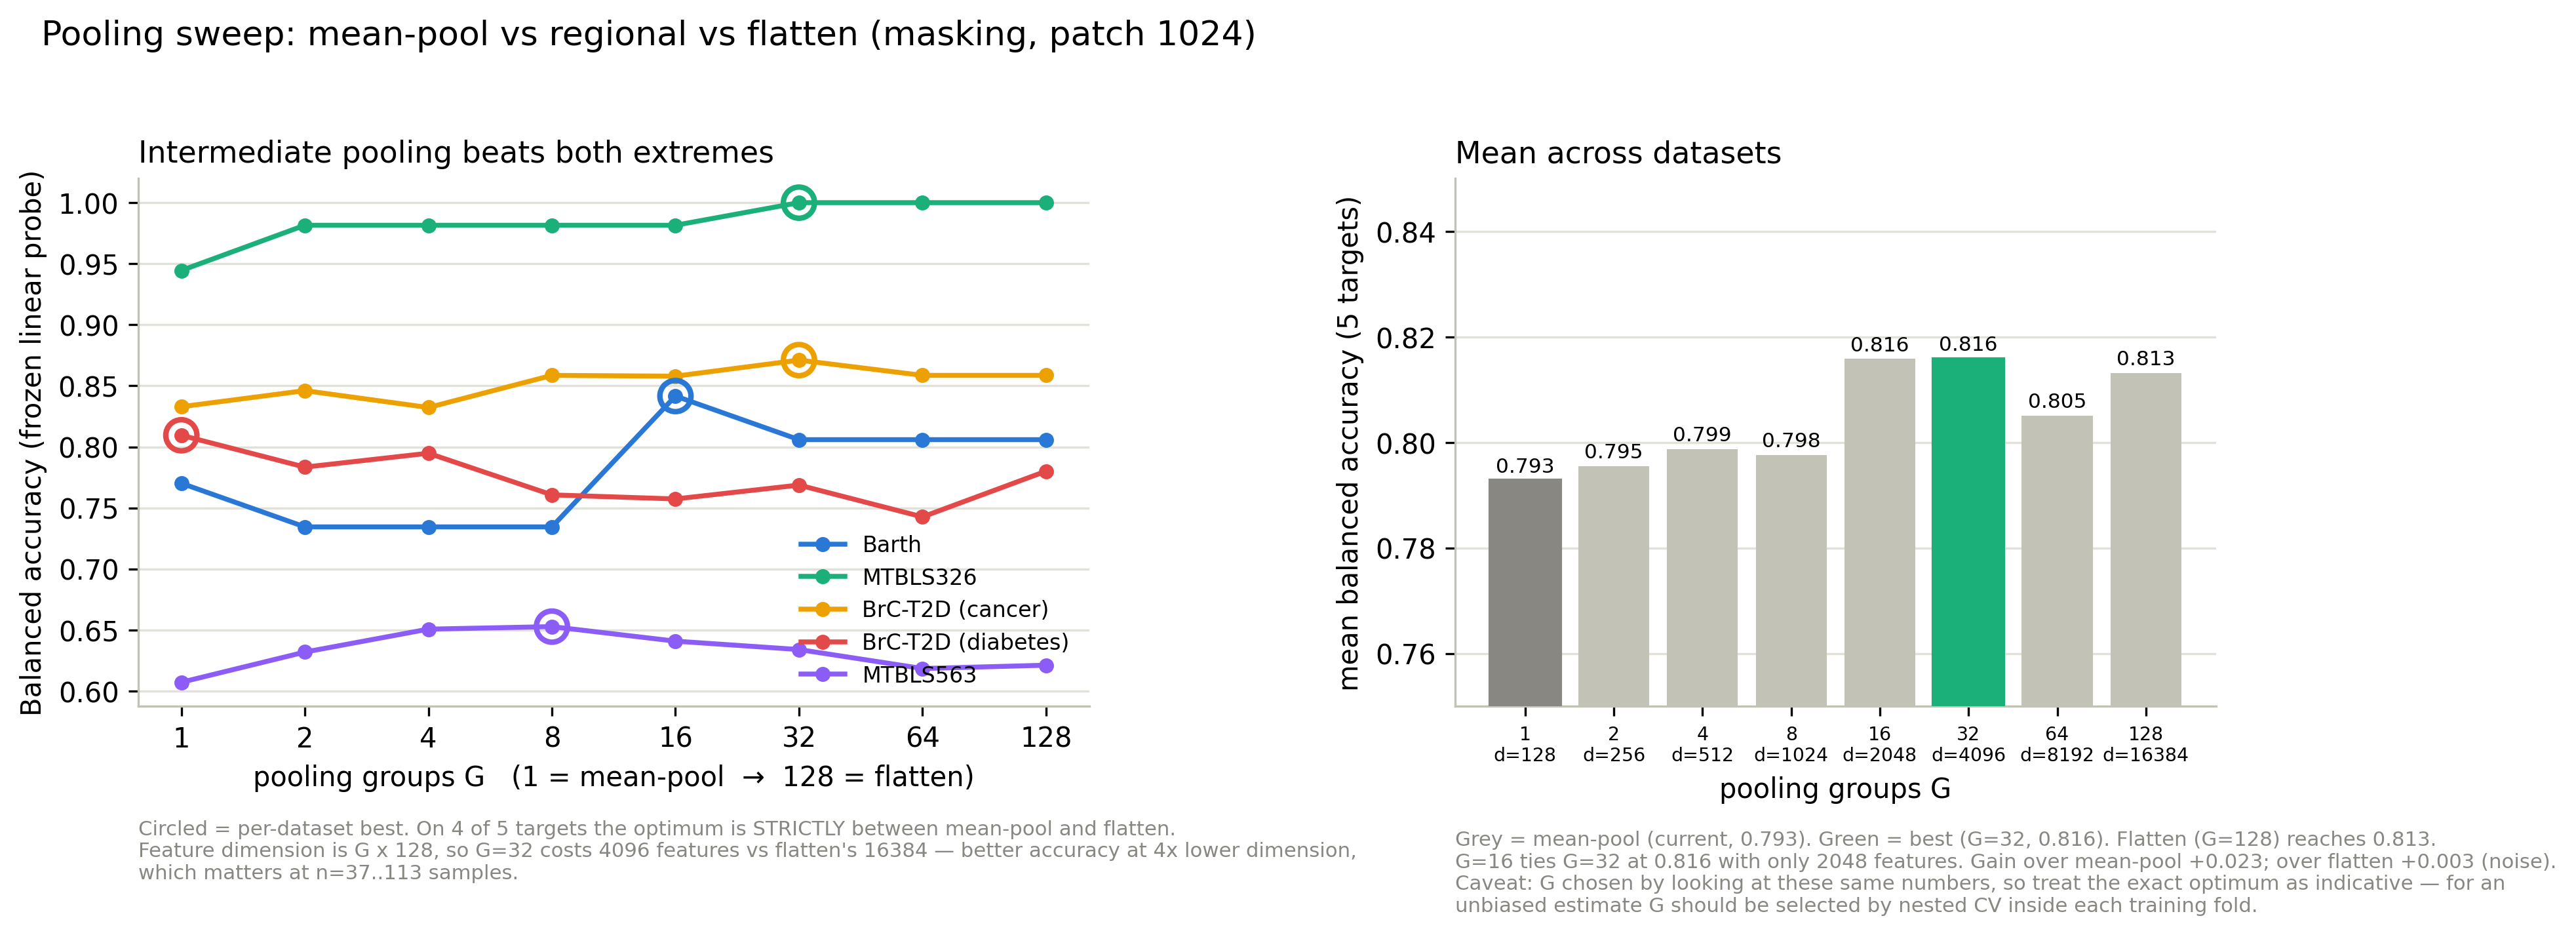 Pooling sweep: mean-pool vs regional vs flatten (masking, patch 1024)
Intermediate pooling beats both extremes
Balanced accuracy (frozen linear probe)
1.00
0.95
0.90
0.85
0.80
0.75
0.70
0.65
0.60
Barth
MTBLS326
BrC-T2D (cancer)
BrC-T2D (diabetes)
MTBLS563
1 2 4 8 16 32 64 128
pooling groups G (1 = mean-pool → 128 = flatten)
Circled = per-dataset best. On 4 of 5 targets the optimum is STRICTLY between mean-pool and flatten.
Feature dimension is G x 128, so G=32 costs 4096 features vs flatten's 16384 — better accuracy at 4x lower dimension,
which matters at n=37..113 samples.
Mean across datasets
mean balanced accuracy (5 targets)
0.84
0.82
0.80
0.78
0.76
0.793 0.795 0.799 0.798 0.816 0.816 0.805 0.813
1 2 4 8 16 32 64 128
d=128 d=256 d=512 d=1024 d=2048 d=4096 d=8192 d=16384
pooling groups G
Grey = mean-pool (current, 0.793). Green = best (G=32, 0.816). Flatten (G=128) reaches 0.813.
G=16 ties G=32 at 0.816 with only 2048 features. Gain over mean-pool +0.023; over flatten +0.003 (noise).
Caveat: G chosen by looking at these same numbers, so treat the exact optimum as indicative — for an
unbiased estimate G should be selected by nested CV inside each training fold.